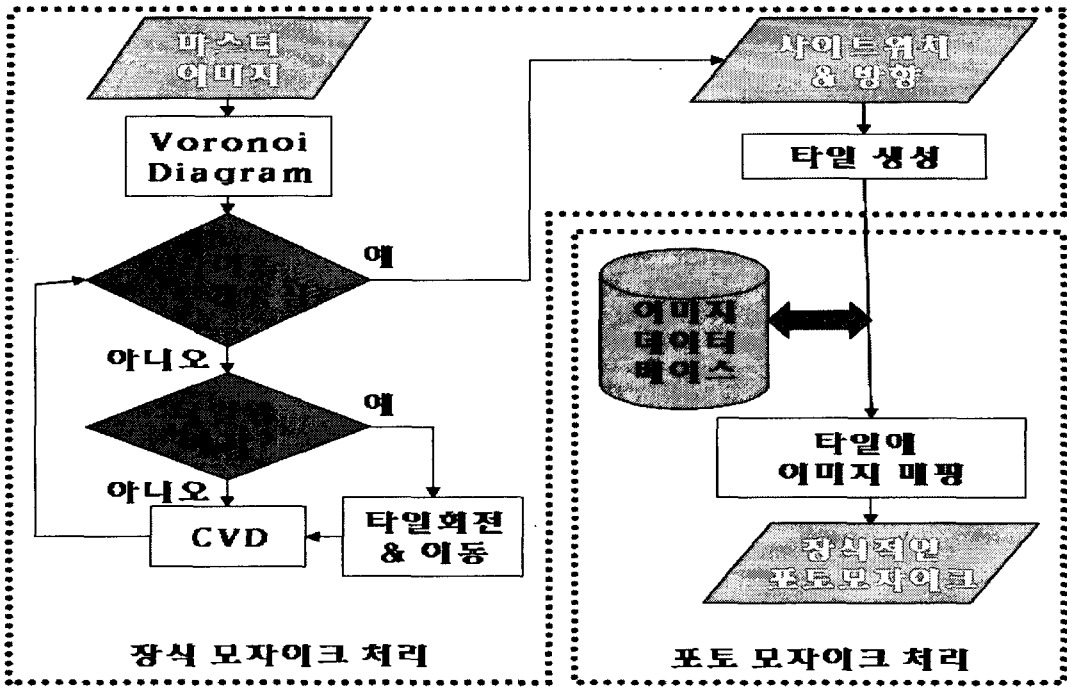 마스터
이미지
Voronoi
Diagram
예
아니오
예
아니오
CVD
타일회전
& 이동
장식 모자이크 처리
사이트위치
& 방향
타일 생성
이미지
데이터
베이스
타일에
이미지 매핑
장식적인
포토모자이크
포토 모자이크 처리